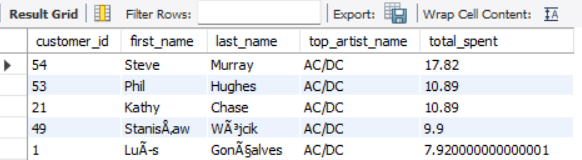 Result Grid Filter Rows: Export: Wrap Cell Content: IA
customer_id first_name last_name top_artist_name total_spent
54 Steve Murray AC/DC 17.82
53 Phil Hughes AC/DC 10.89
21 Kathy Chase AC/DC 10.89
49 StanisÅ‚aw WÃ³jcik AC/DC 9.9
1 LuÃ-s GonÃ§alves AC/DC 7.920000000000001